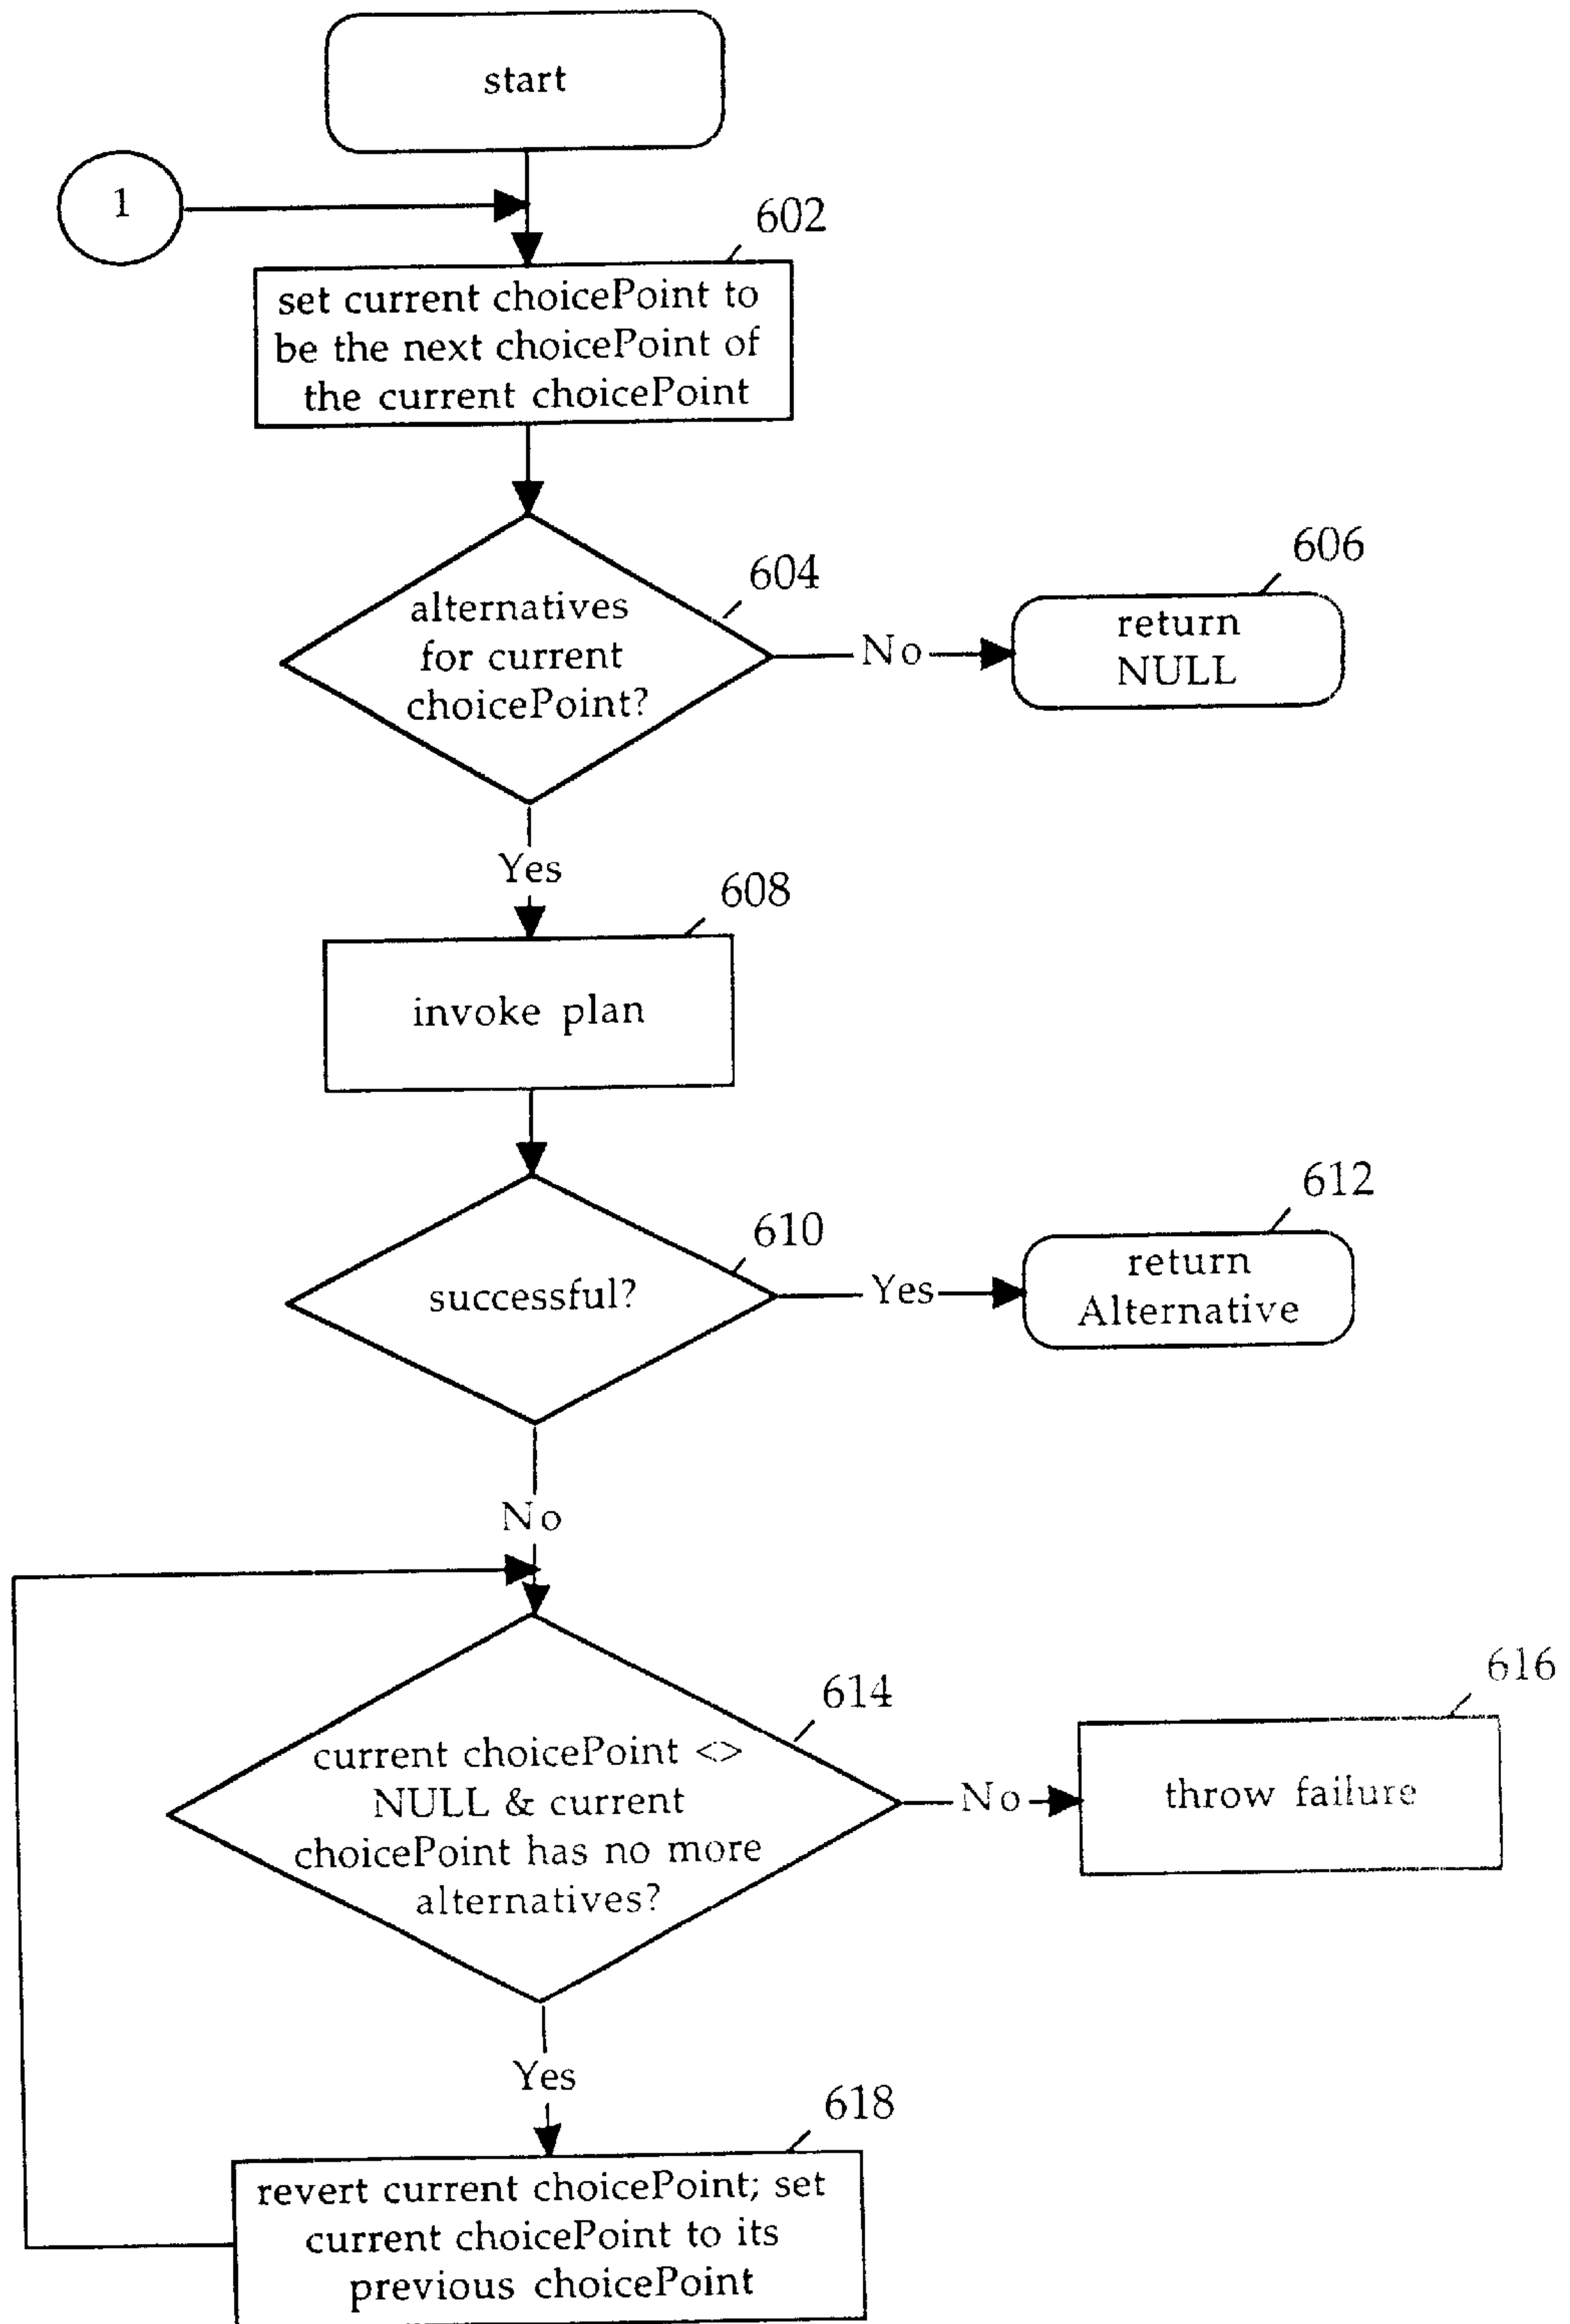 start
1
602
set current choicePoint to
be the next choicePoint of
the current choicePoint
604
alternatives
for current
choicePoint?
No
606
return
NULL
Yes
608
invoke plan
610
successful?
Yes
612
return
Alternative
No
614
current choicePoint <>
NULL & current
choicePoint has no more
alternatives?
No
616
throw failure
Yes
618
revert current choicePoint; set
current choicePoint to its
previous choicePoint